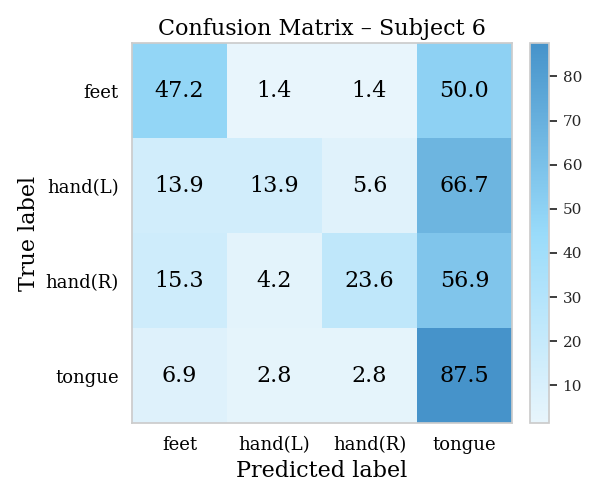 Confusion Matrix – Subject 6
True label
feet 47.2 1.4 1.4 50.0
hand(L) 13.9 13.9 5.6 66.7
hand(R) 15.3 4.2 23.6 56.9
tongue 6.9 2.8 2.8 87.5
feet hand(L) hand(R) tongue
Predicted label
80
70
60
50
40
30
20
10